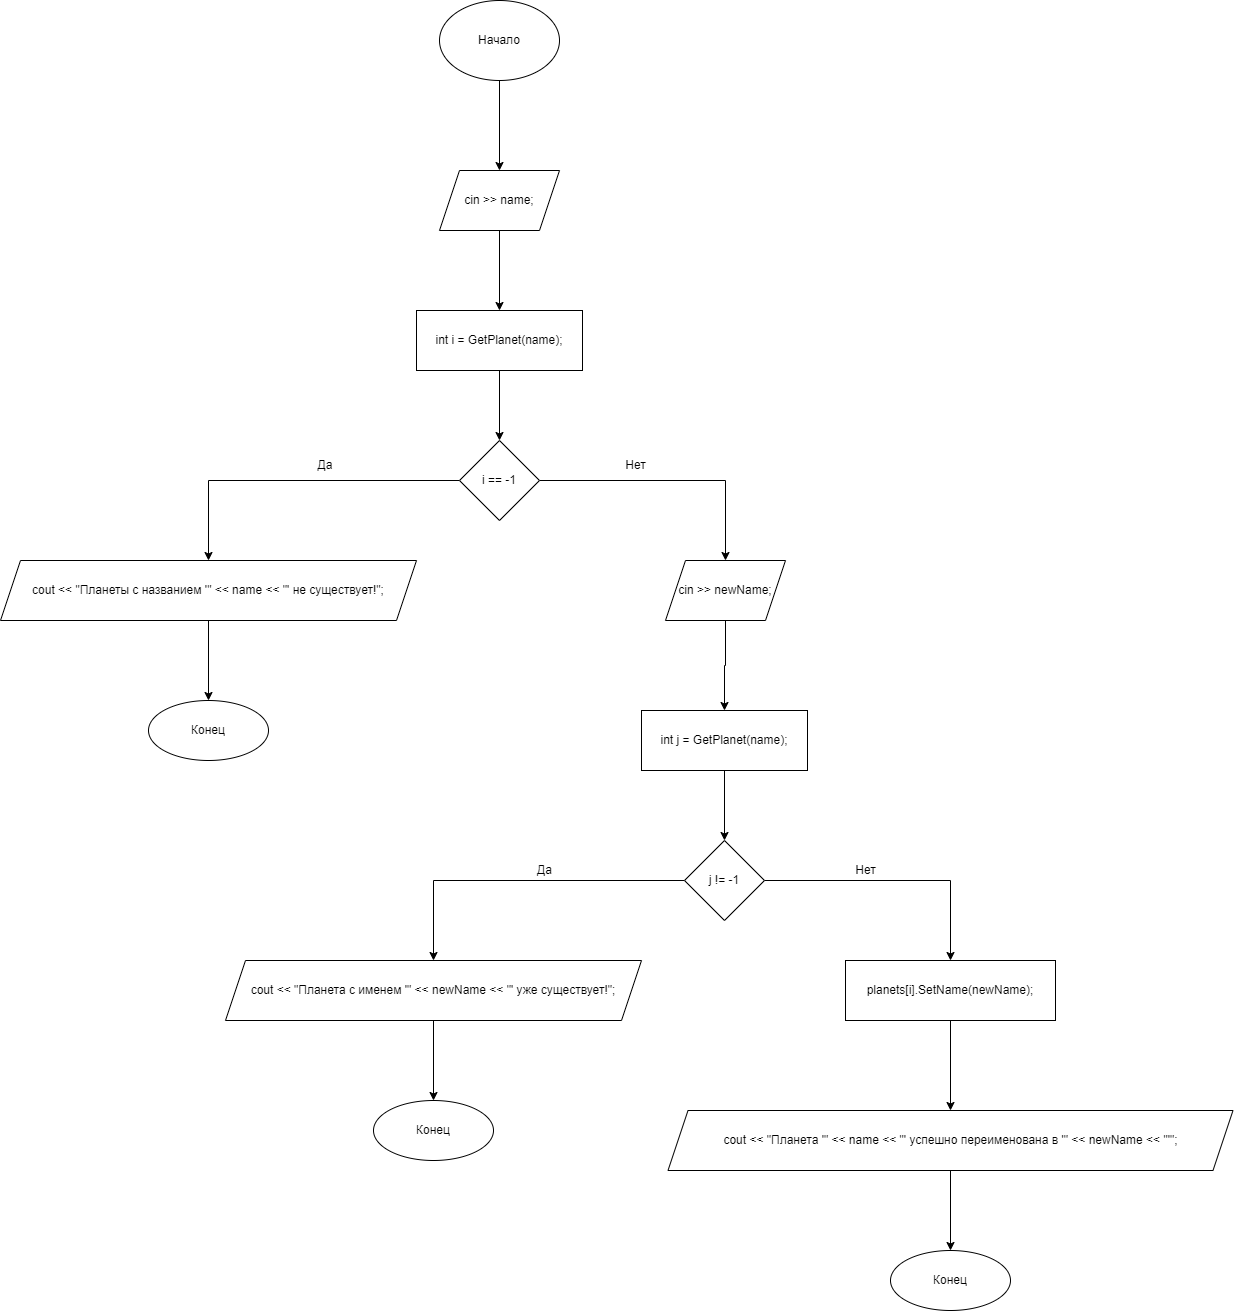 Начало
cin >> name;
int i = GetPlanet(name);
i == -1
Да
Нет
cout << "Планеты с названием '" << name << "' не существует!";
cin >> newName;
Конец
int j = GetPlanet(name);
j != -1
Да
Нет
cout << "Планета с именем '" << newName << "' уже существует!";
planets[i].SetName(newName);
Конец
cout << "Планета '" << name << "' успешно переименована в '" << newName << "'";
Конец